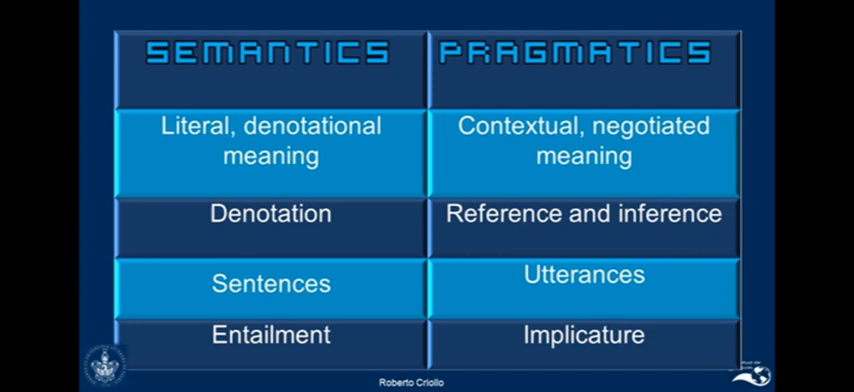 SEMANTICS PRAGMATICS
Literal, denotational Contextual, negotiated
meaning meaning
Denotation Reference and inference
Sentences Utterances
Entailment Implicature
Roberto Criollo